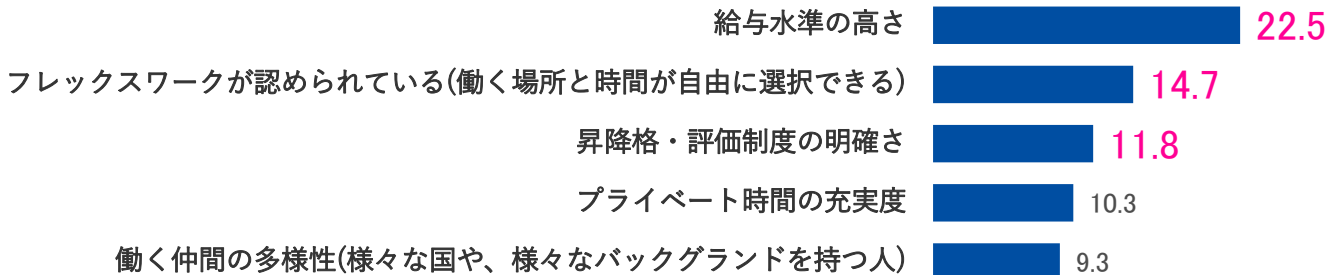 給与水準の高さ 22.5
フレックスワークが認められている(働く場所と時間が自由に選択できる) 14.7
昇降格・評価制度の明確さ 11.8
プライベート時間の充実度 10.3
働く仲間の多様性(様々な国や、様々なバックグランドを持つ人) 9.3